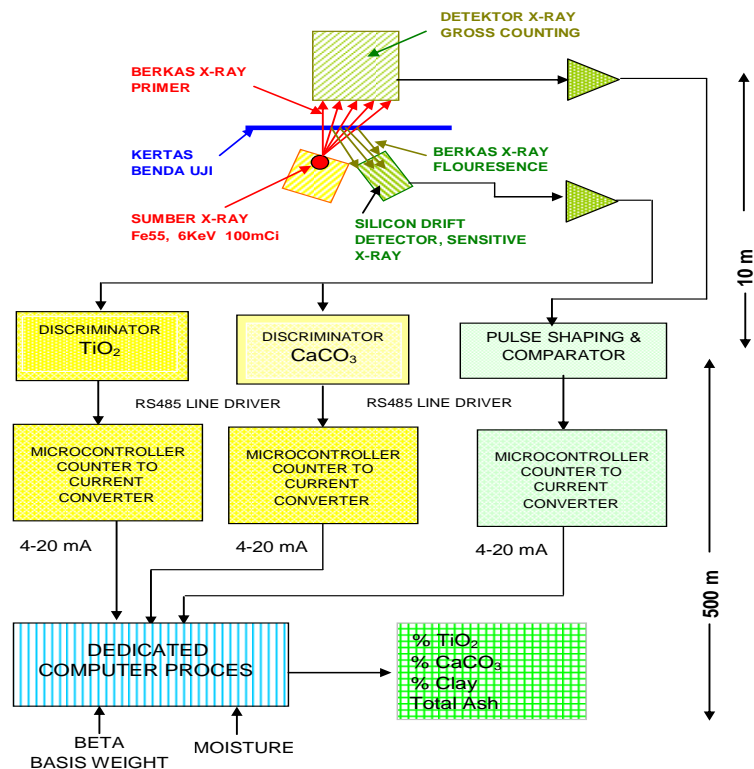 DETEKTOR X-RAY
GROSS COUNTING
BERKAS X-RAY
PRIMER
KERTAS
BENDA UJI
BERKAS X-RAY
FLOURESENCE
SUMBER X-RAY
Fe55, 6KeV 100mCi
SILICON DRIFT
DETECTOR, SENSITIVE
X-RAY
10 m
DISCRIMINATOR
TiO2
DISCRIMINATOR
CaCO3
PULSE SHAPING &
COMPARATOR
RS485 LINE DRIVER
RS485 LINE DRIVER
MICROCONTROLLER
COUNTER TO
CURRENT
CONVERTER
MICROCONTROLLER
COUNTER TO
CURRENT
CONVERTER
MICROCONTROLLER
COUNTER TO
CURRENT
CONVERTER
4-20 mA
4-20 mA
4-20 mA
500 m
DEDICATED
COMPUTER PROCES
% TiO2
% CaCO3
% Clay
Total Ash
BETA
BASIS WEIGHT
MOISTURE